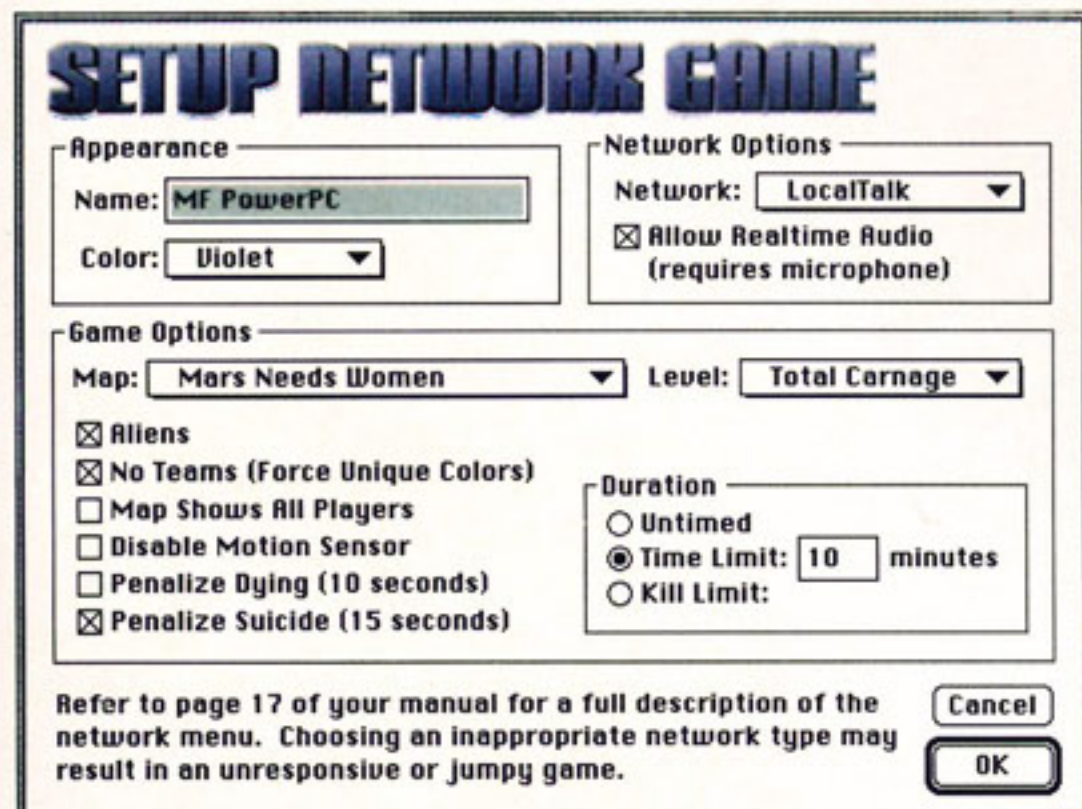 SETUP NETWORK GAME
Appearance
Name: MF PowerPC
Color: Violet
Network Options
Network: LocalTalk
Allow Realtime Audio
(requires microphone)
Game Options
Map: Mars Needs Women
Level: Total Carnage
Aliens
No Teams (Force Unique Colors)
Map Shows All Players
Disable Motion Sensor
Penalize Dying (10 seconds)
Penalize Suicide (15 seconds)
Duration
Untimed
Time Limit: 10 minutes
Kill Limit:
Refer to page 17 of your manual for a full description of the
network menu. Choosing an inappropriate network type may
result in an unresponsive or jumpy game.
Cancel
OK